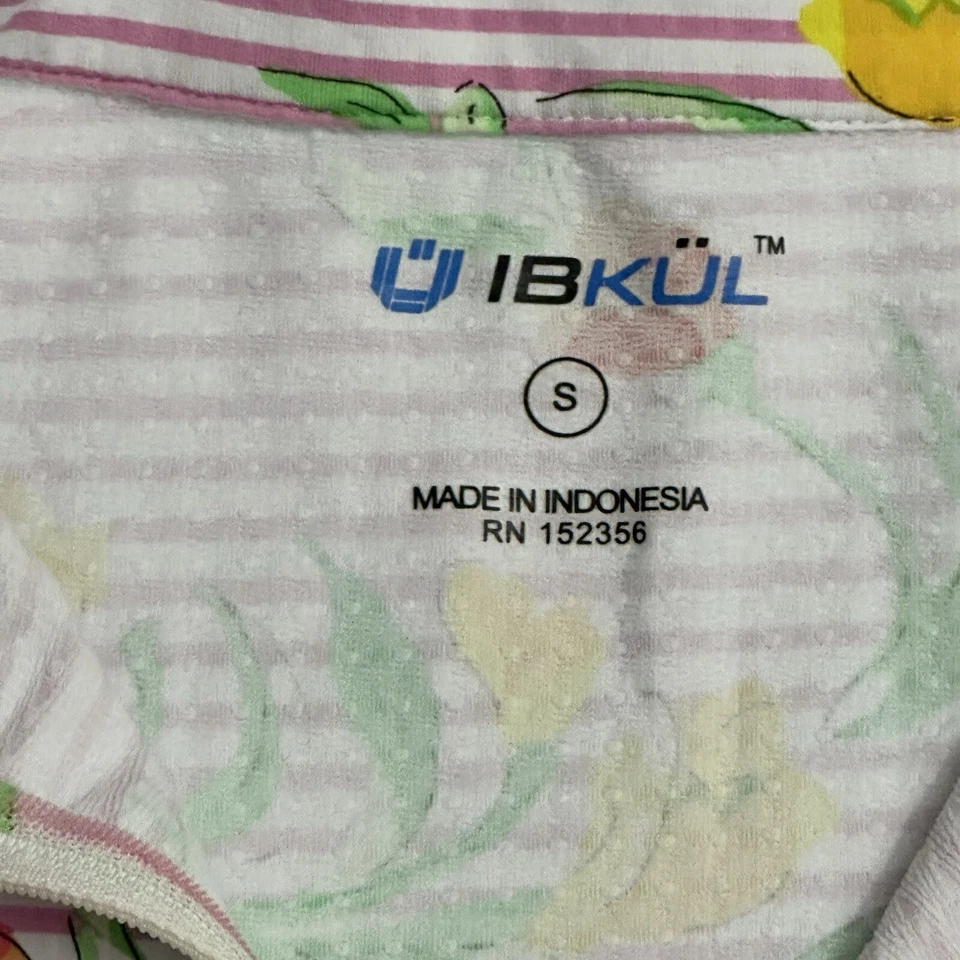 IBKÜL™
S
MADE IN INDONESIA
RN 152356